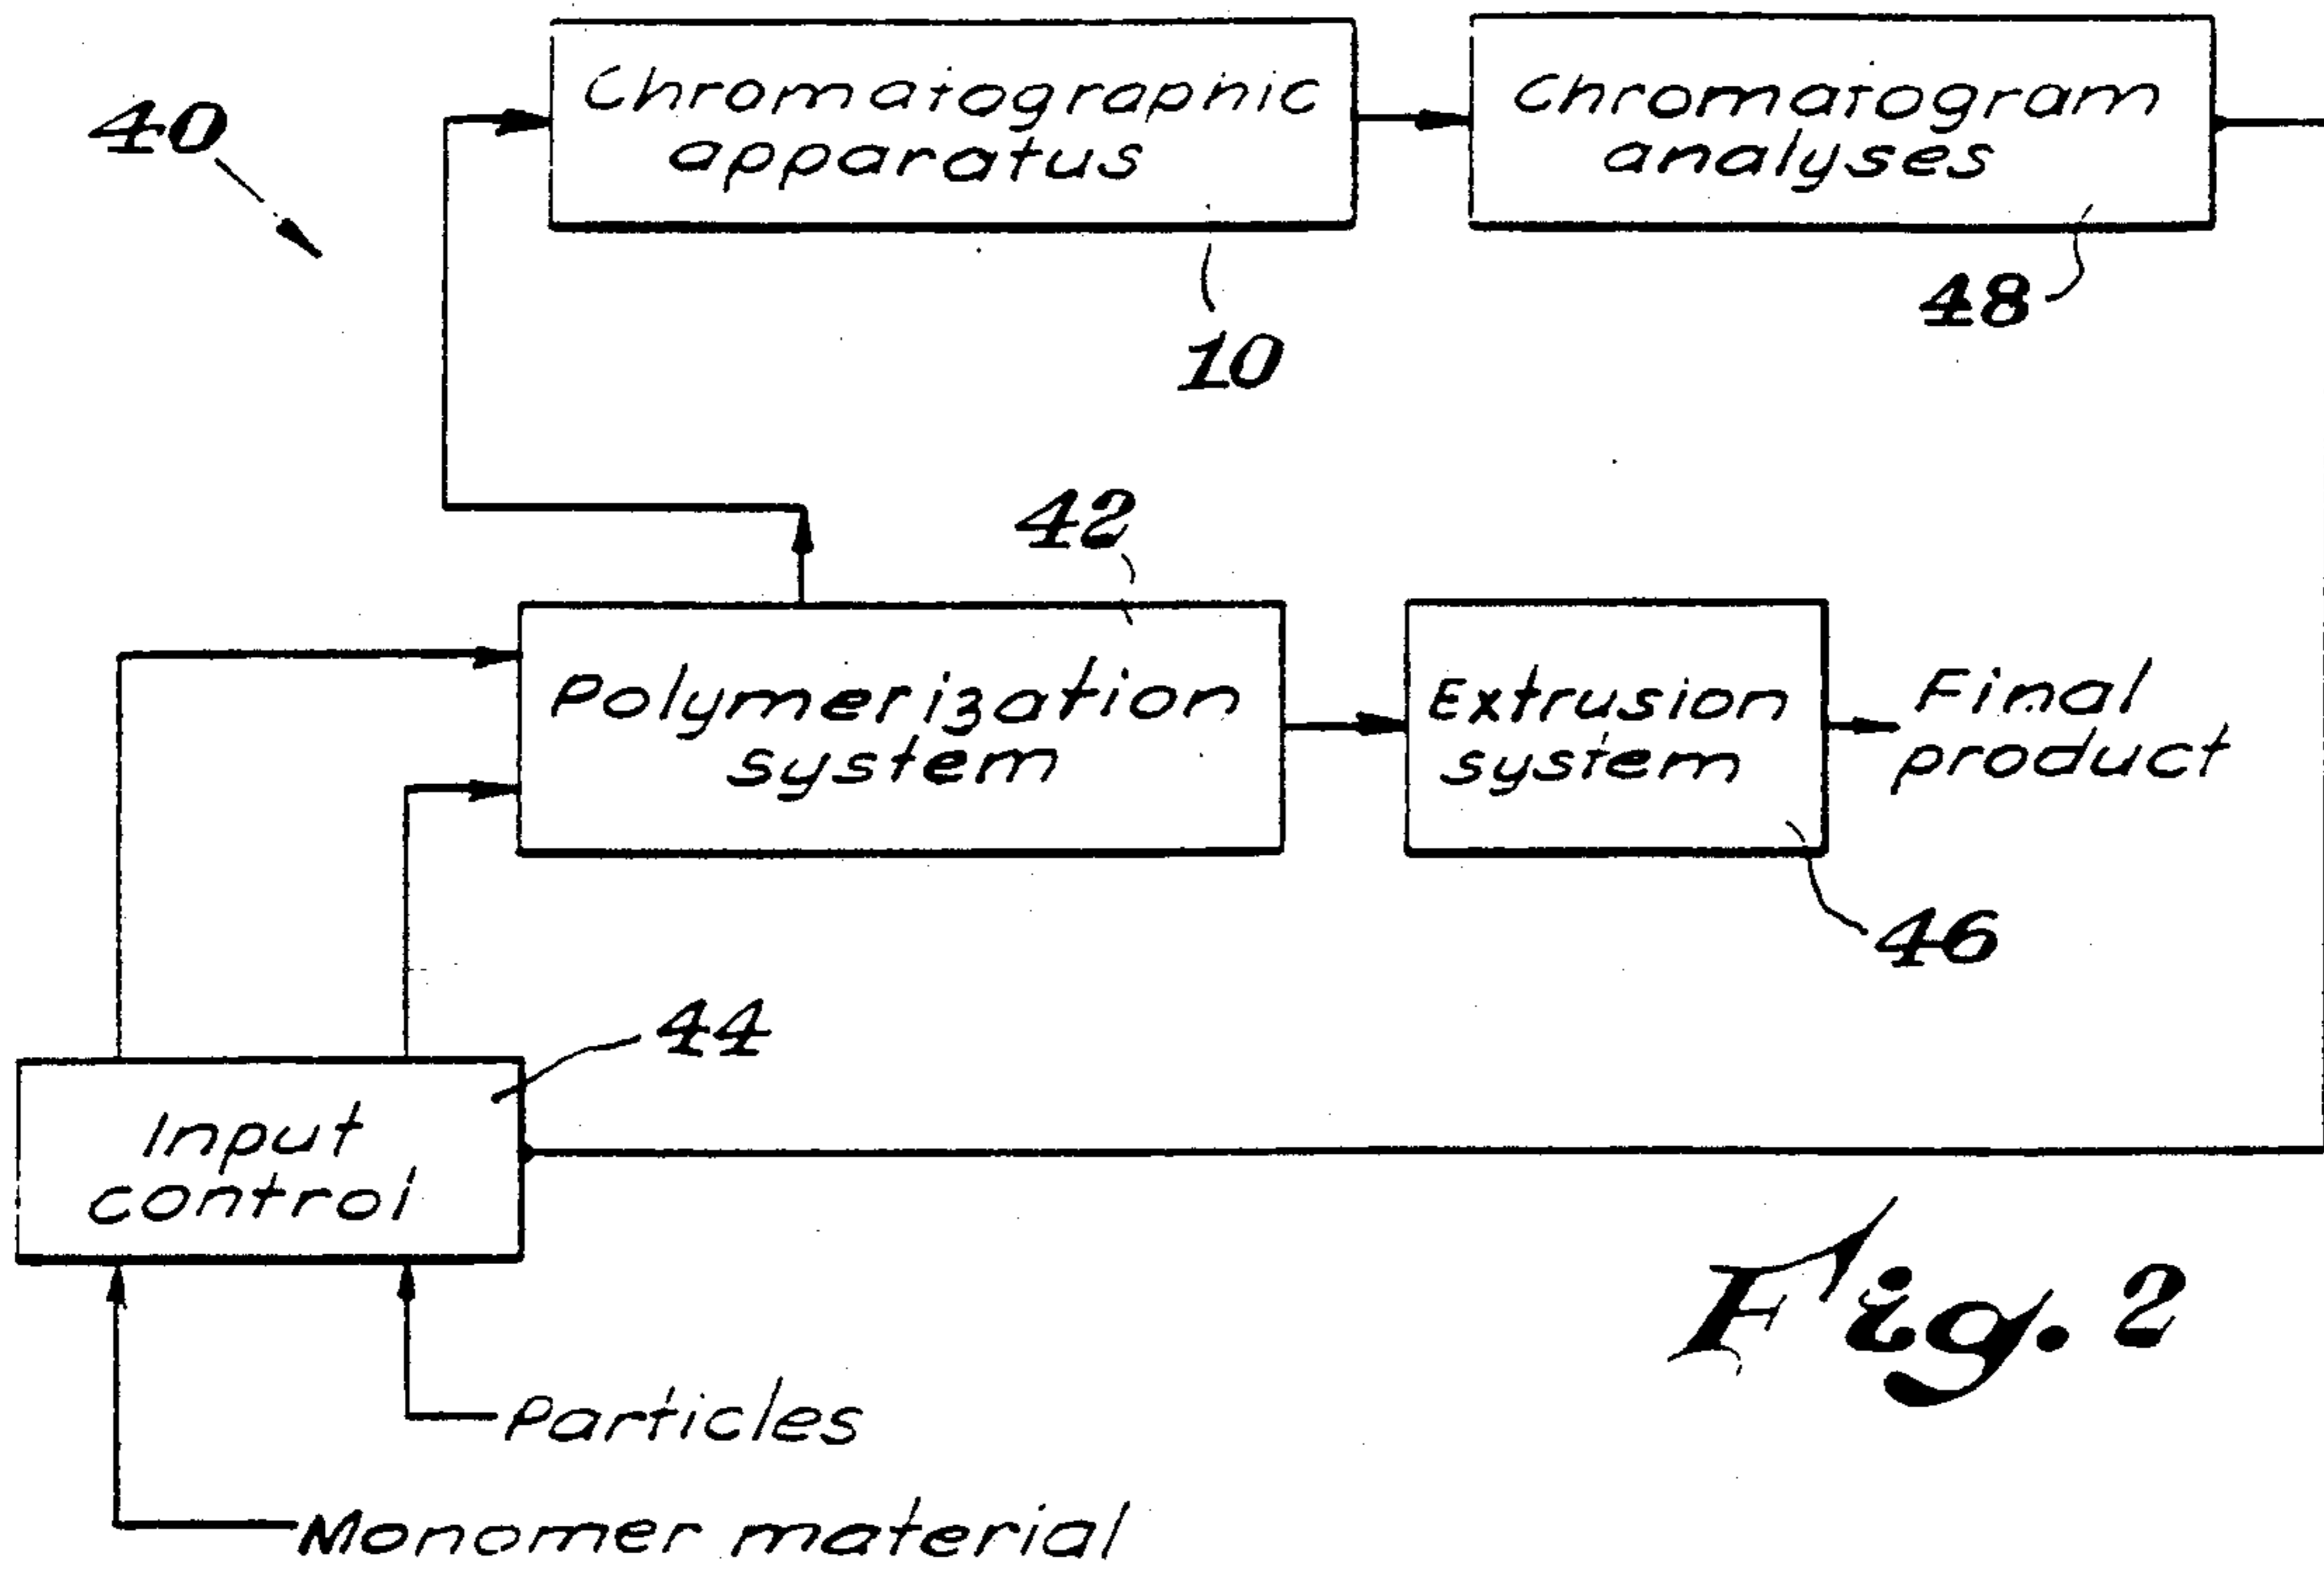 40
Chromatographic
apparatus
10
Chromatogram
analyses
48
42
Polymerization
system
Extrusion
system
46
Final
product
44
Input
control
Particles
Monomer material
Fig. 2